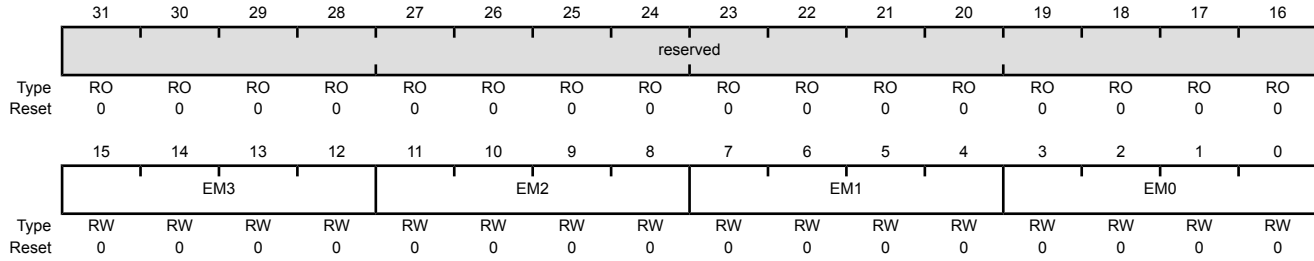 31 30 29 28 27 26 25 24 23 22 21 20 19 18 17 16
reserved
Type RO RO RO RO RO RO RO RO RO RO RO RO RO RO RO RO
Reset 0 0 0 0 0 0 0 0 0 0 0 0 0 0 0 0
15 14 13 12 11 10 9 8 7 6 5 4 3 2 1 0
EM3 EM2 EM1 EM0
Type RW RW RW RW RW RW RW RW RW RW RW RW RW RW RW RW
Reset 0 0 0 0 0 0 0 0 0 0 0 0 0 0 0 0